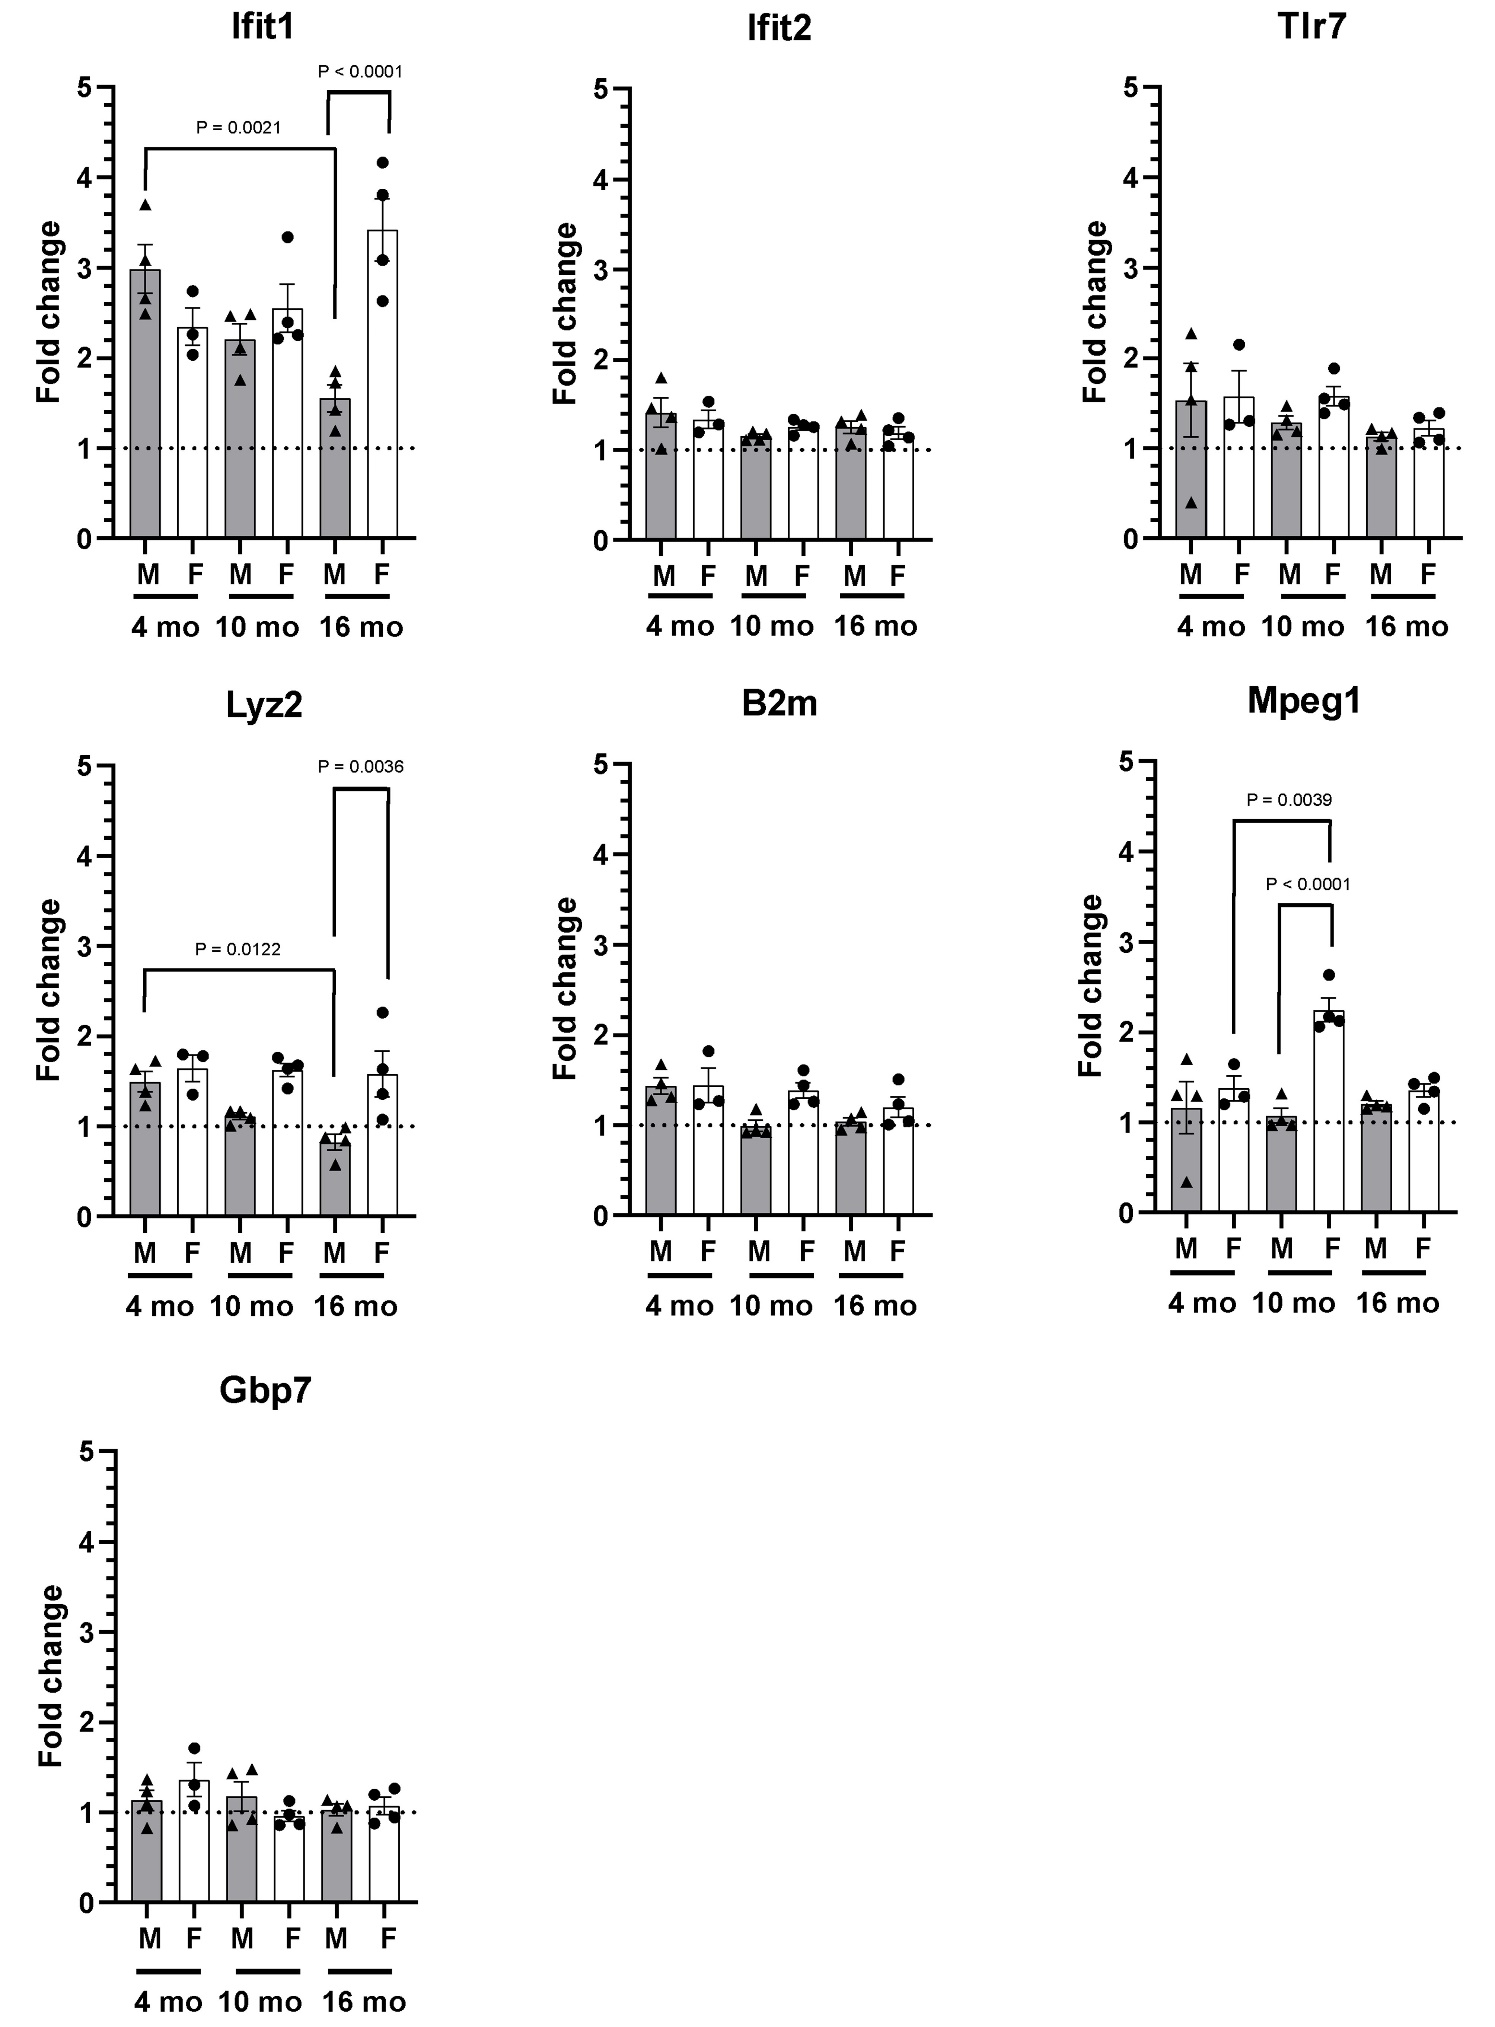 Ifit1
P < 0.0001
P = 0.0021
Fold change
5
4
3
2
1
0
M F M F M F
4 mo 10 mo 16 mo
Ifit2
Fold change
5
4
3
2
1
0
M F M F M F
4 mo 10 mo 16 mo
Tlr7
Fold change
5
4
3
2
1
0
M F M F M F
4 mo 10 mo 16 mo
Lyz2
P = 0.0036
P = 0.0122
Fold change
5
4
3
2
1
0
M F M F M F
4 mo 10 mo 16 mo
B2m
Fold change
5
4
3
2
1
0
M F M F M F
4 mo 10 mo 16 mo
Mpeg1
P = 0.0039
P < 0.0001
Fold change
5
4
3
2
1
0
M F M F M F
4 mo 10 mo 16 mo
Gbp7
Fold change
5
4
3
2
1
0
M F M F M F
4 mo 10 mo 16 mo